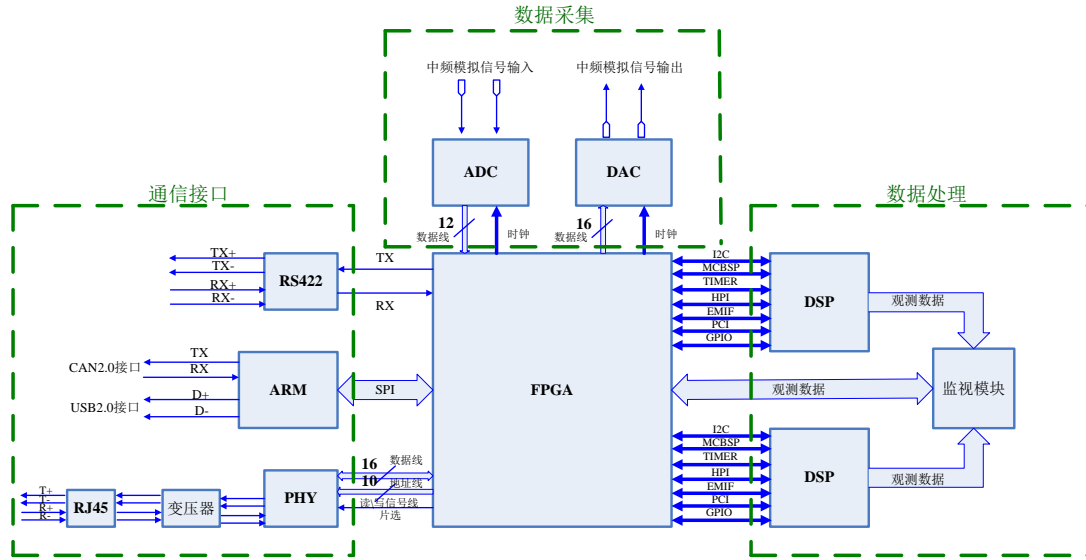 数据采集
中频模拟信号输入
中频模拟信号输出
ADC
DAC
12
数据线
时钟
16
数据线
时钟
通信接口
TX+
TX-
RX+
RX-
RS422
TX
RX
CAN2.0接口
TX
RX
USB2.0接口
D+
D-
ARM
SPI
T+
T-
R+
R-
RJ45
变压器
PHY
16
数据线
10
地址线
读\写信号线
片选
FPGA
数据处理
I2C
MCBSP
TIMER
HPI
EMIF
PCI
GPIO
DSP
观测数据
观测数据
监视模块
I2C
MCBSP
TIMER
HPI
EMIF
PCI
GPIO
DSP
观测数据